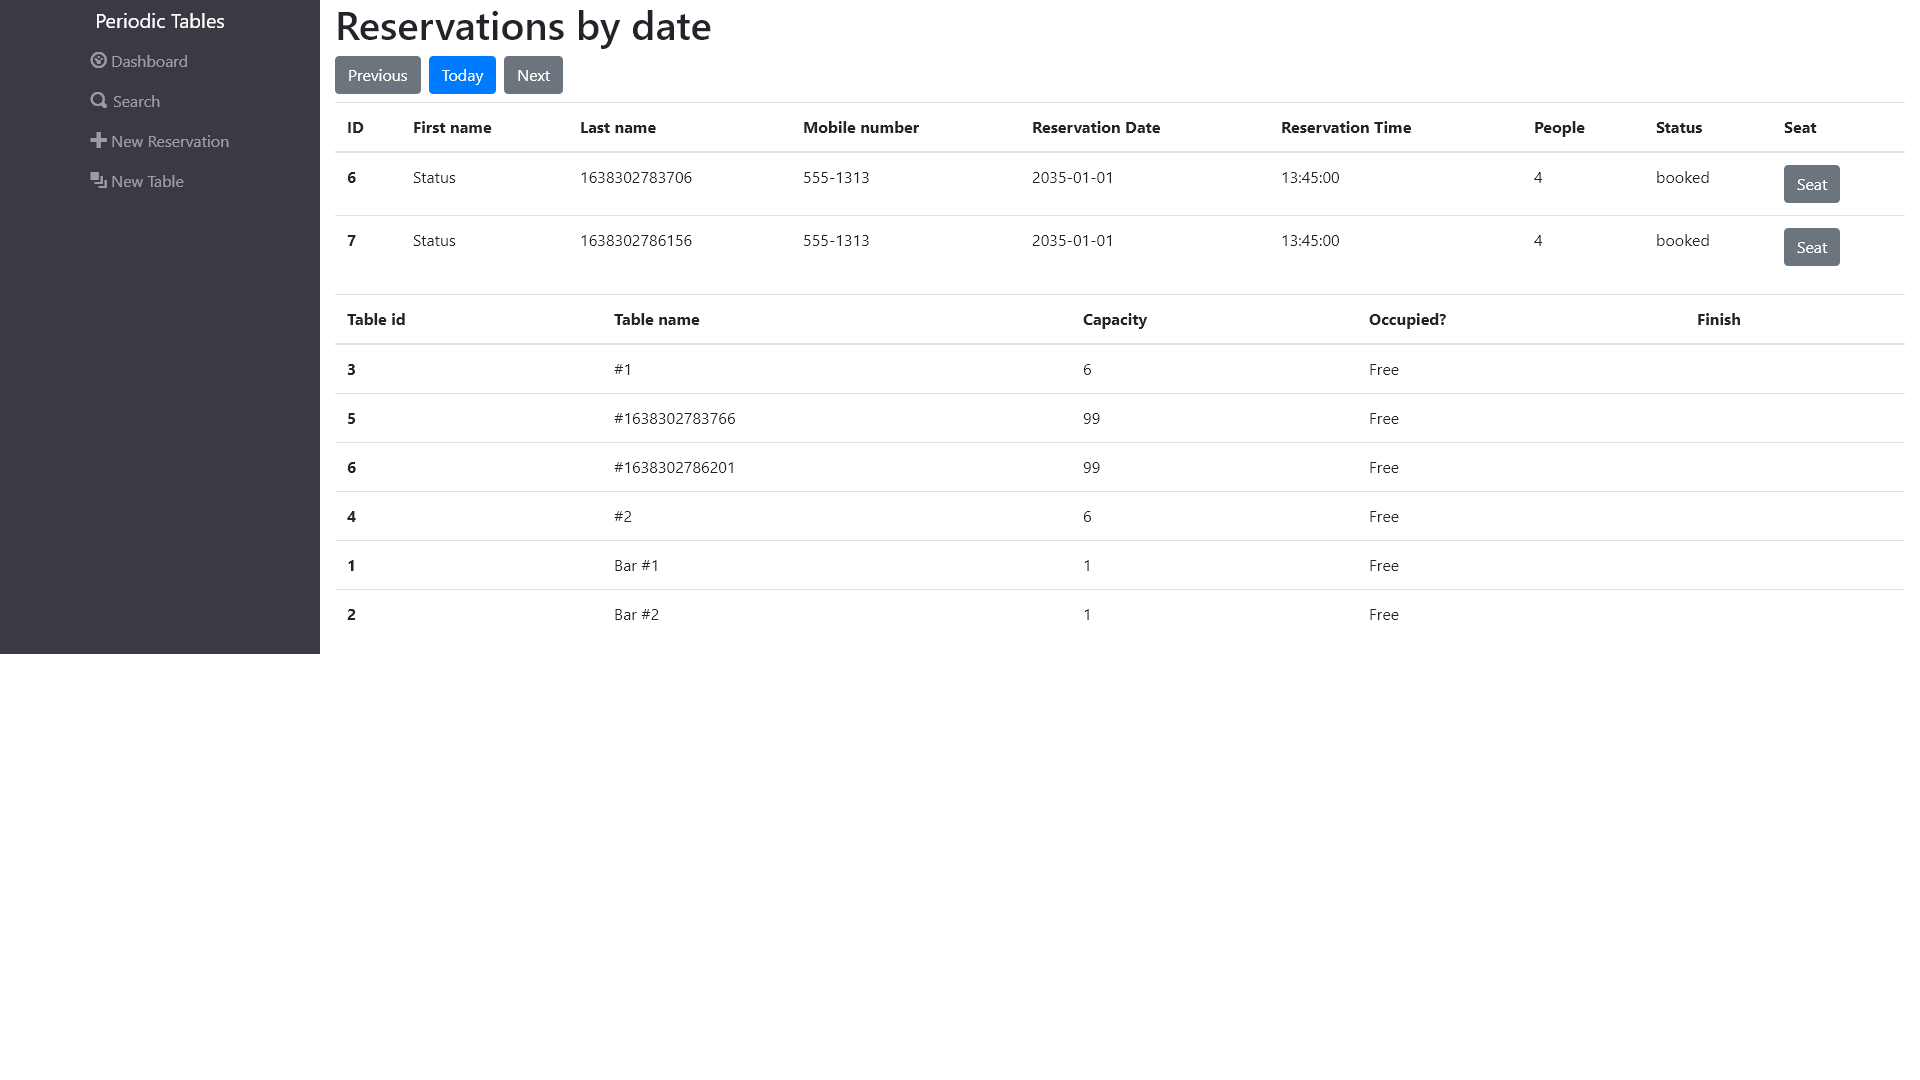 Periodic Tables
Dashboard
Search
New Reservation
New Table
Reservations by date
Previous Today Next
ID First name Last name Mobile number Reservation Date Reservation Time People Status Seat
6 Status 1638302783706 555-1313 2035-01-01 13:45:00 4 booked Seat
7 Status 1638302786156 555-1313 2035-01-01 13:45:00 4 booked Seat
Table id Table name Capacity Occupied? Finish
3 #1 6 Free
5 #1638302783766 99 Free
6 #1638302786201 99 Free
4 #2 6 Free
1 Bar #1 1 Free
2 Bar #2 1 Free